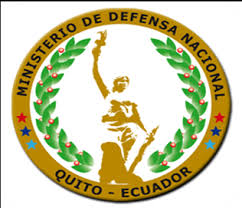 MINISTERIO DE DEFENSA NACIONAL
QUITO - ECUADOR